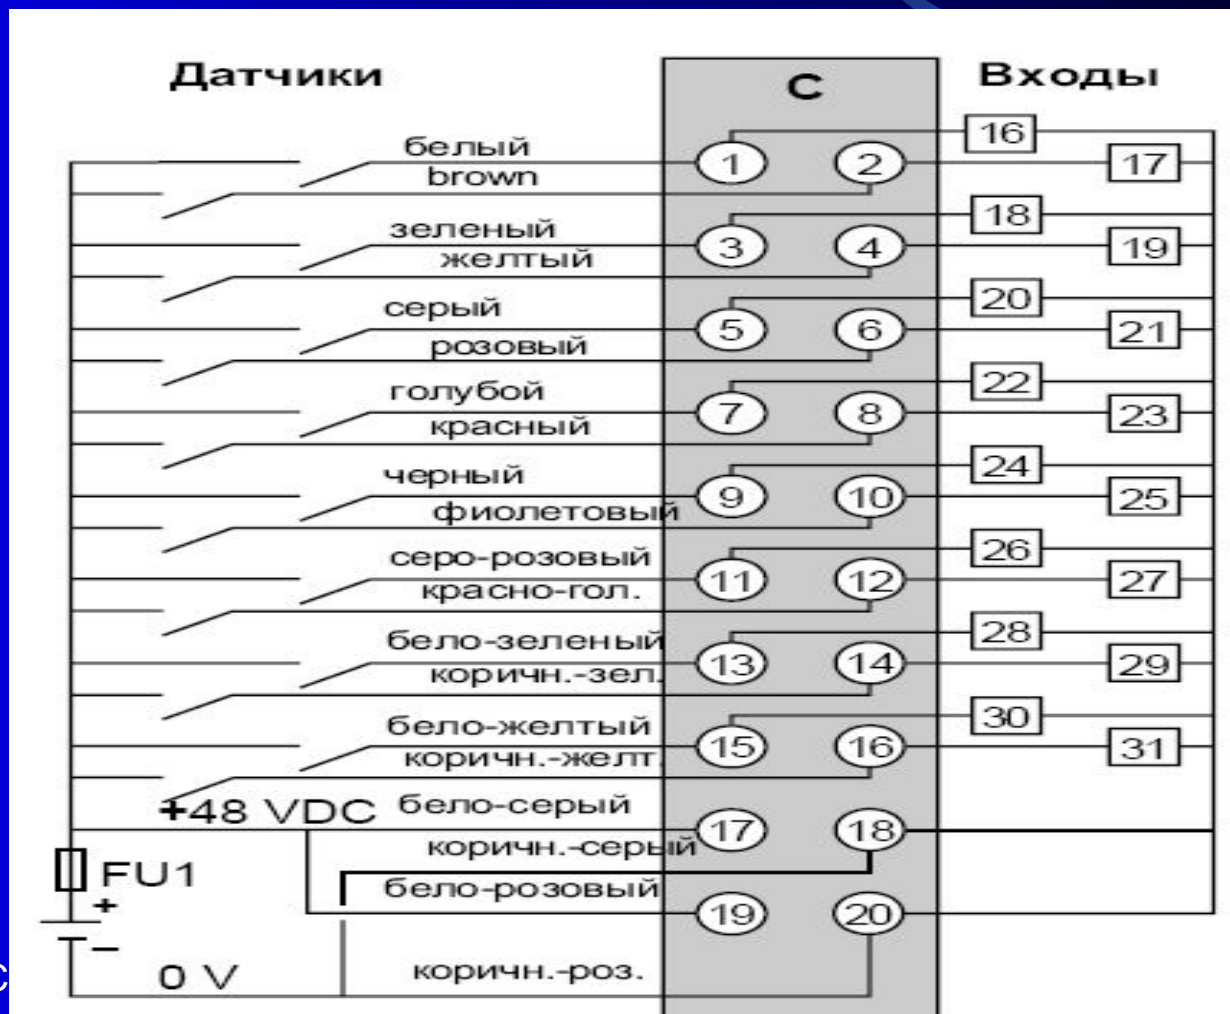 Датчики C Входы
белый 1 2 16 17
brown
зеленый 3 4 18 19
желтый
серый 5 6 20 21
розовый
голубой 7 8 22 23
красный
черный 9 10 24 25
фиолетовый
серо-розовый 11 12 26 27
красно-гол.
бело-зеленый 13 14 28 29
коричн.-зел.
бело-желтый 15 16 30 31
коричн.-желт.
+48 VDC бело-серый 17 18
коричн.-серый
FU1 бело-розовый 19 20
+
–
0 V коричн.-роз.
с